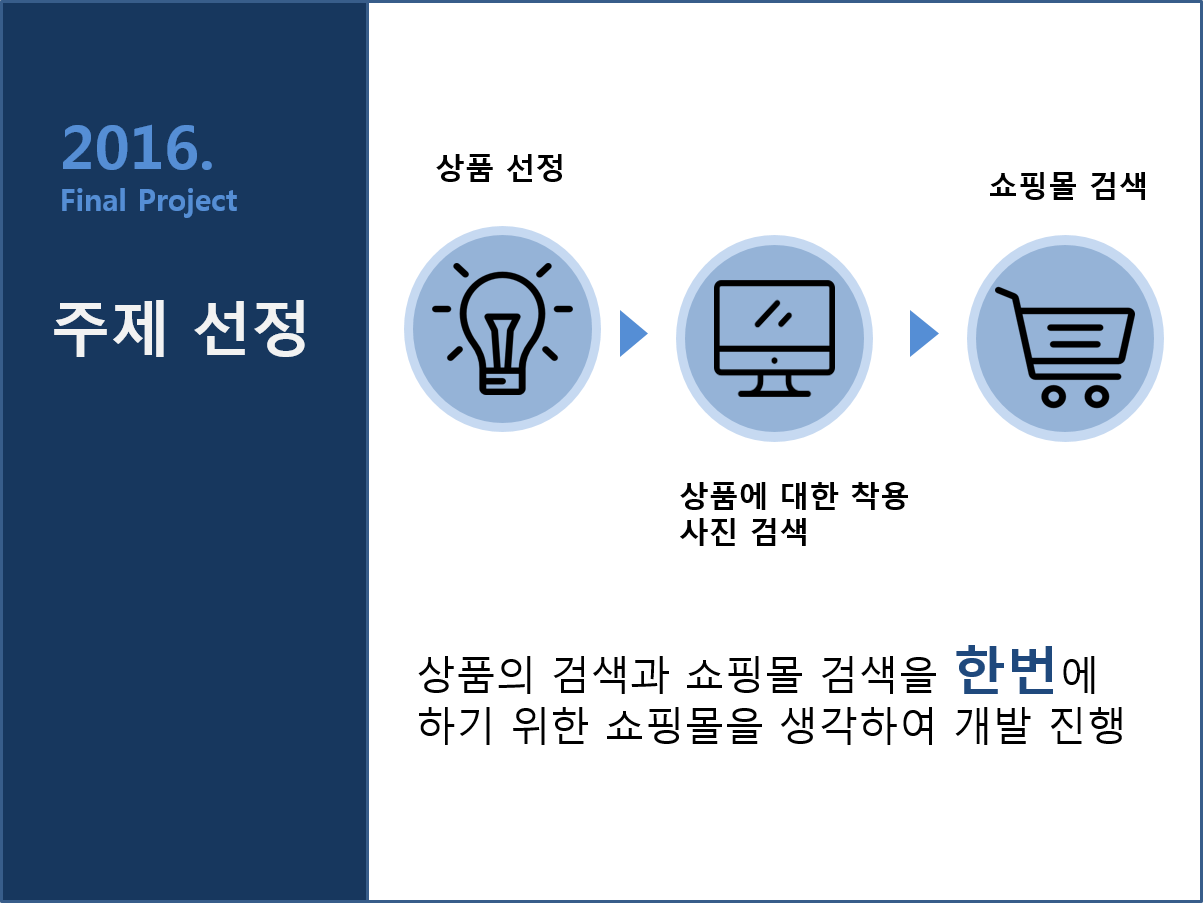 2016.
Final Project
주제 선정
상품 선정
쇼핑몰 검색
상품에 대한 착용
사진 검색
상품의 검색과 쇼핑몰 검색을 한번에
하기 위한 쇼핑몰을 생각하여 개발 진행